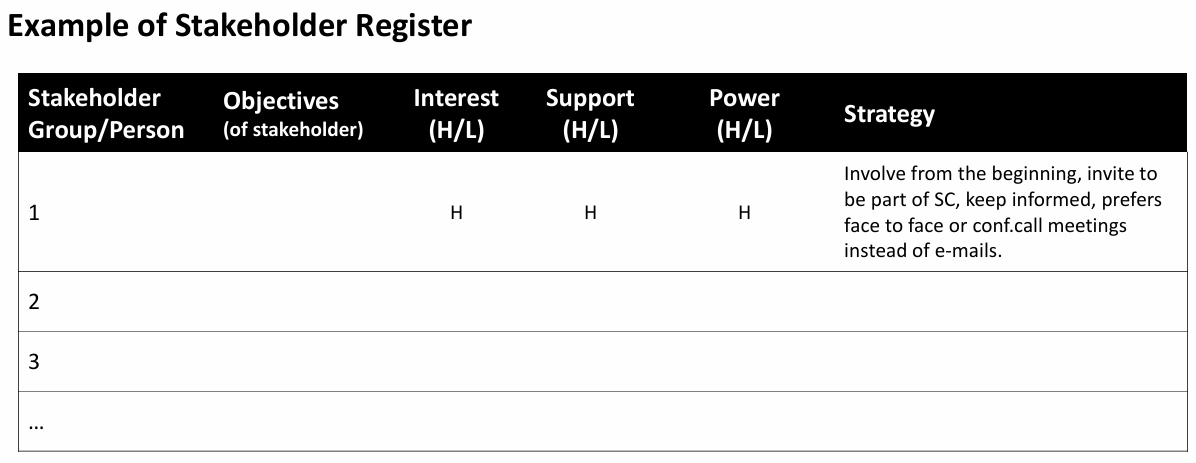 Example of Stakeholder Register
Stakeholder Group/Person
Objectives (of stakeholder)
Interest (H/L)
Support (H/L)
Power (H/L)
Strategy
1
H
H
H
Involve from the beginning, invite to
be part of SC, keep informed, prefers
face to face or conf.call meetings
instead of e-mails.
2
3
...